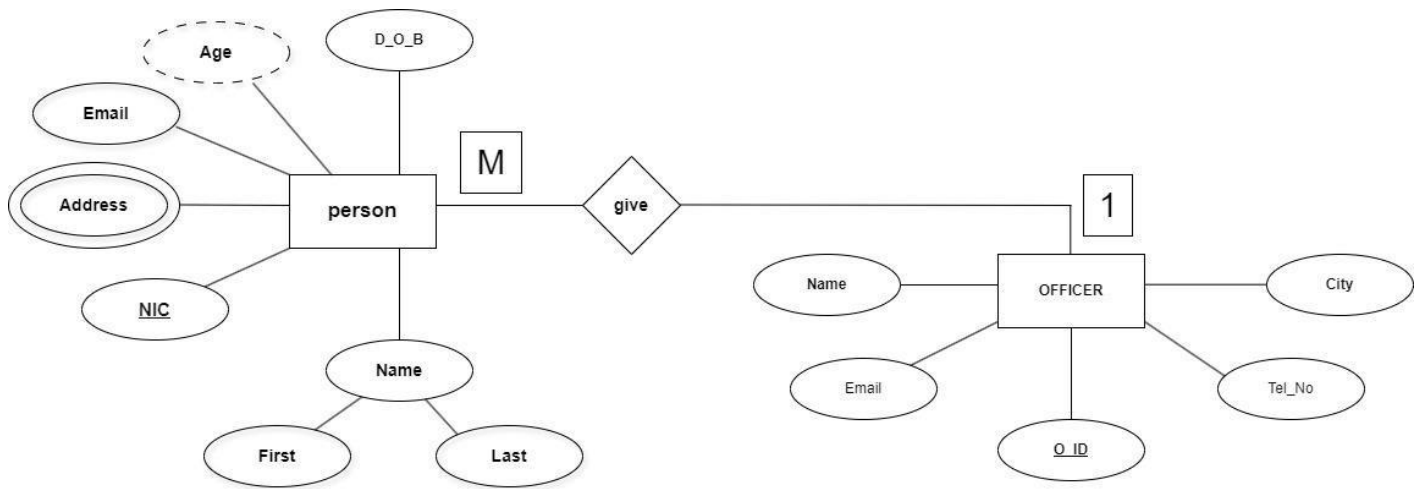 D_O_B
Age
Email
M
Address
person
give
1
NIC
Name
OFFICER
City
Name
Email
Tel_No
First
Last
O_ID